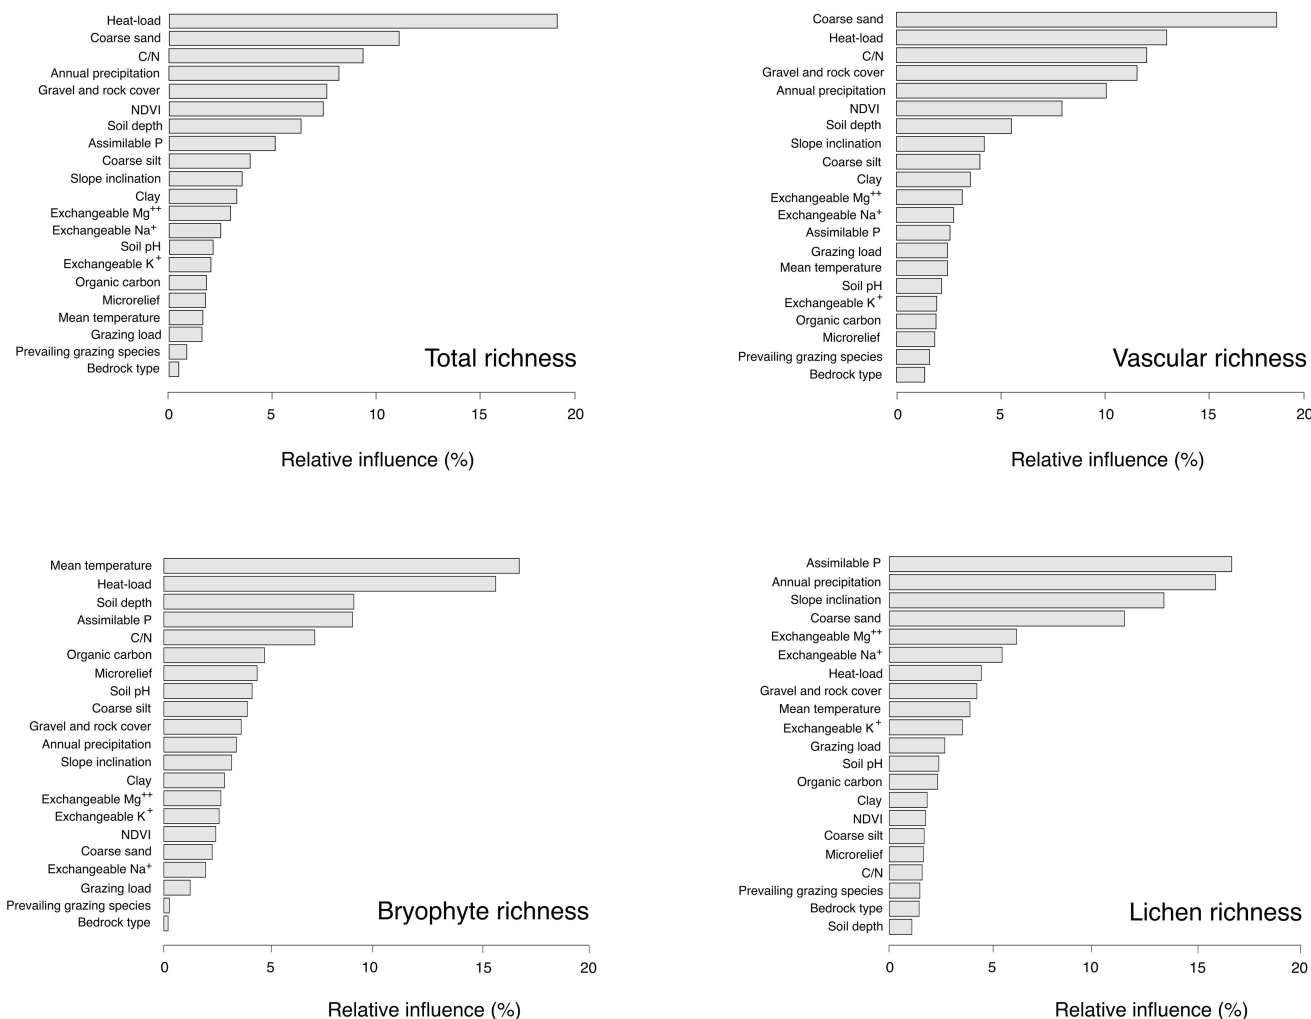 Heat-load
Coarse sand
C/N
Annual precipitation
Gravel and rock cover
NDVI
Soil depth
Assimilable P
Coarse silt
Slope inclination
Clay
Exchangeable Mg++
Exchangeable Na+
Soil pH
Exchangeable K+
Organic carbon
Microrelief
Mean temperature
Grazing load
Prevailing grazing species
Bedrock type
Total richness
0 5 10 15 20
Relative influence (%)
Coarse sand
Heat-load
C/N
Gravel and rock cover
Annual precipitation
NDVI
Soil depth
Slope inclination
Coarse silt
Clay
Exchangeable Mg++
Exchangeable Na+
Assimilable P
Grazing load
Mean temperature
Soil pH
Exchangeable K+
Organic carbon
Microrelief
Prevailing grazing species
Bedrock type
Vascular richness
0 5 10 15 20
Relative influence (%)
Mean temperature
Heat-load
Soil depth
Assimilable P
C/N
Organic carbon
Microrelief
Soil pH
Coarse silt
Gravel and rock cover
Annual precipitation
Slope inclination
Clay
Exchangeable Mg++
Exchangeable K+
NDVI
Coarse sand
Exchangeable Na+
Grazing load
Prevailing grazing species
Bedrock type
Bryophyte richness
0 5 10 15 20
Relative influence (%)
Assimilable P
Annual precipitation
Slope inclination
Coarse sand
Exchangeable Mg++
Exchangeable Na+
Heat-load
Gravel and rock cover
Mean temperature
Exchangeable K+
Grazing load
Soil pH
Organic carbon
Clay
NDVI
Coarse silt
Microrelief
C/N
Prevailing grazing species
Bedrock type
Soil depth
Lichen richness
0 5 10 15 20
Relative influence (%)